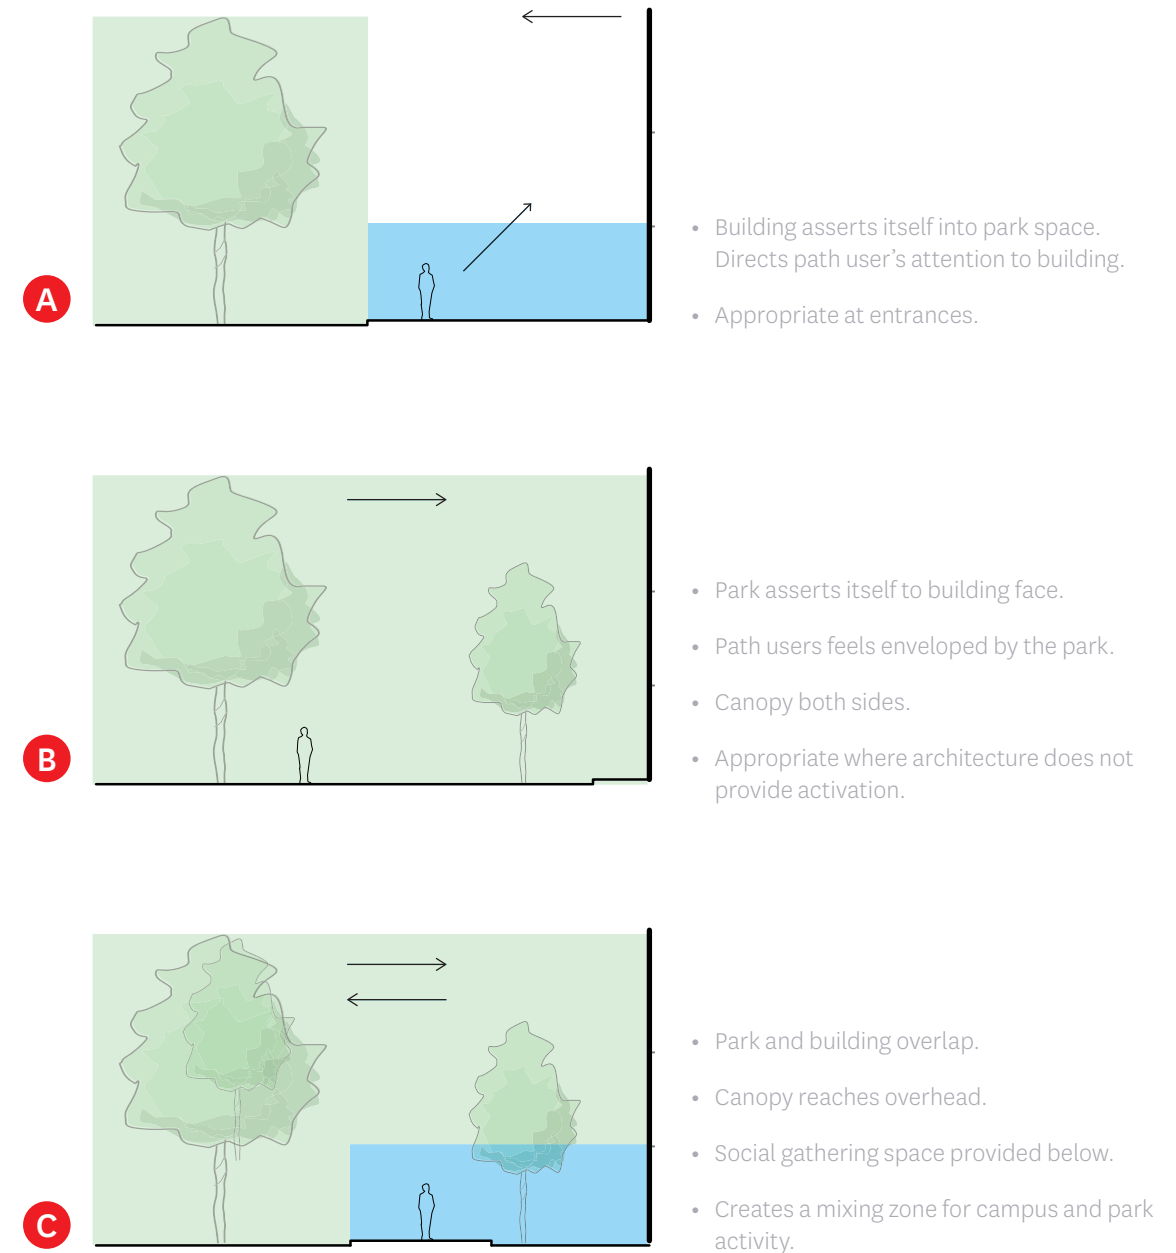 A
• Building asserts itself into park space.
Directs path user’s attention to building.
• Appropriate at entrances.
B
• Park asserts itself to building face.
• Path users feels enveloped by the park.
• Canopy both sides.
• Appropriate where architecture does not
provide activation.
C
• Park and building overlap.
• Canopy reaches overhead.
• Social gathering space provided below.
• Creates a mixing zone for campus and park
activity.